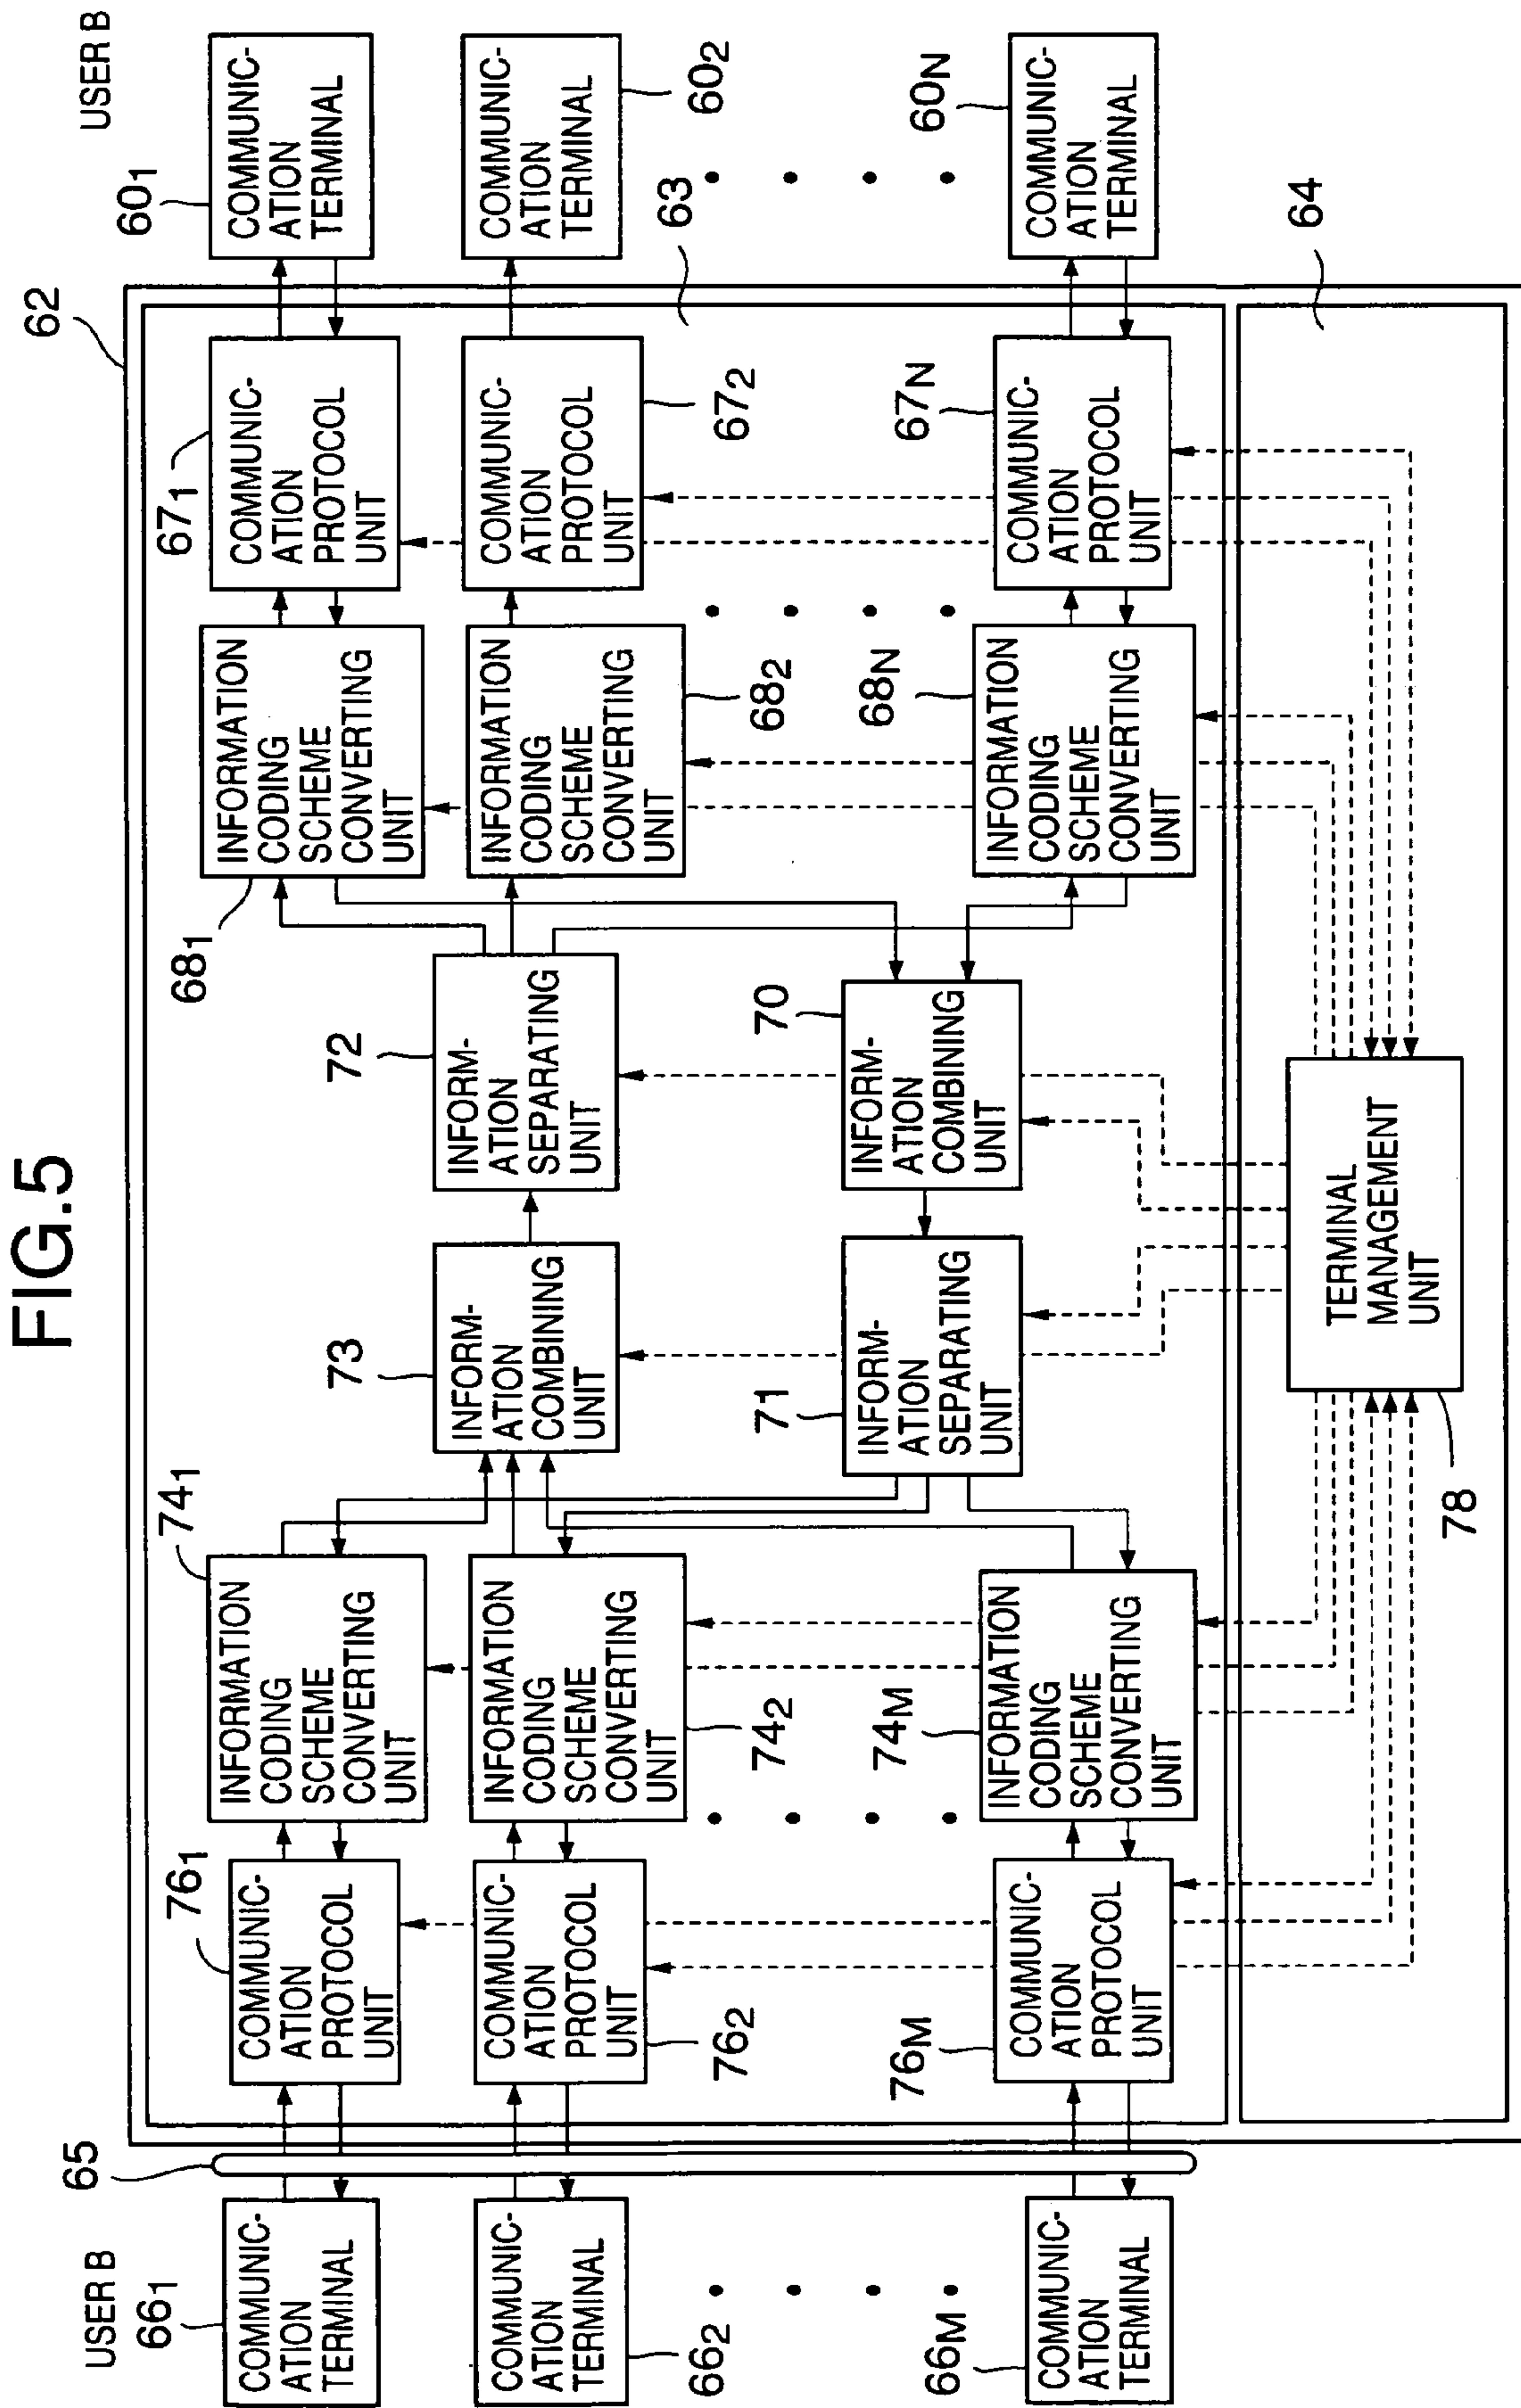 FIG.5
USER B
66₁
COMMUNIC-
ATION
TERMINAL
66₂
COMMUNIC-
ATION
TERMINAL
66M
COMMUNIC-
ATION
TERMINAL
65
62
76₁
COMMUNIC-
ATION
PROTOCOL
UNIT
76₂
COMMUNIC-
ATION
PROTOCOL
UNIT
76M
COMMUNIC-
ATION
PROTOCOL
UNIT
74₁
INFORMATION
CODING
SCHEME
CONVERTING
UNIT
74₂
INFORMATION
CODING
SCHEME
CONVERTING
UNIT
74M
INFORMATION
CODING
SCHEME
CONVERTING
UNIT
73
INFORM-
ATION
COMBINING
UNIT
71
INFORM-
ATION
SEPARATING
UNIT
72
INFORM-
ATION
SEPARATING
UNIT
70
INFORM-
ATION
COMBINING
UNIT
68₁
INFORMATION
CODING
SCHEME
CONVERTING
UNIT
68₂
INFORMATION
CODING
SCHEME
CONVERTING
UNIT
68N
INFORMATION
CODING
SCHEME
CONVERTING
UNIT
67₁
COMMUNIC-
ATION
PROTOCOL
UNIT
67₂
COMMUNIC-
ATION
PROTOCOL
UNIT
67N
COMMUNIC-
ATION
PROTOCOL
UNIT
63
64
78
TERMINAL
MANAGEMENT
UNIT
USER B
60₁
COMMUNIC-
ATION
TERMINAL
60₂
COMMUNIC-
ATION
TERMINAL
60N
COMMUNIC-
ATION
TERMINAL